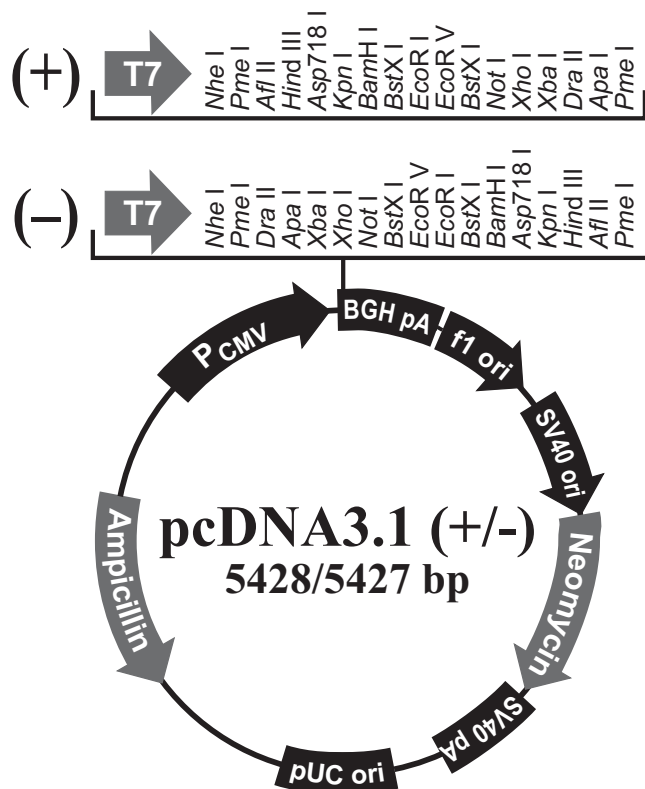 (+) T7 Nhe I Pme I Afl II Hind III Asp718 I Kpn I BamH I BstX I EcoR I EcoR V BstX I Not I Xho I Xba I Dra II Apa I Pme I
(–) T7 Nhe I Pme I Dra II Apa I Xba I Xho I Not I BstX I EcoR V EcoR I BstX I BamH I Asp718 I Kpn I Hind III Afl II Pme I
P CMV
BGH pA
f1 ori
SV40 ori
Neomycin
SV40 pA
pUC ori
Ampicillin
pcDNA3.1 (+/-)
5428/5427 bp